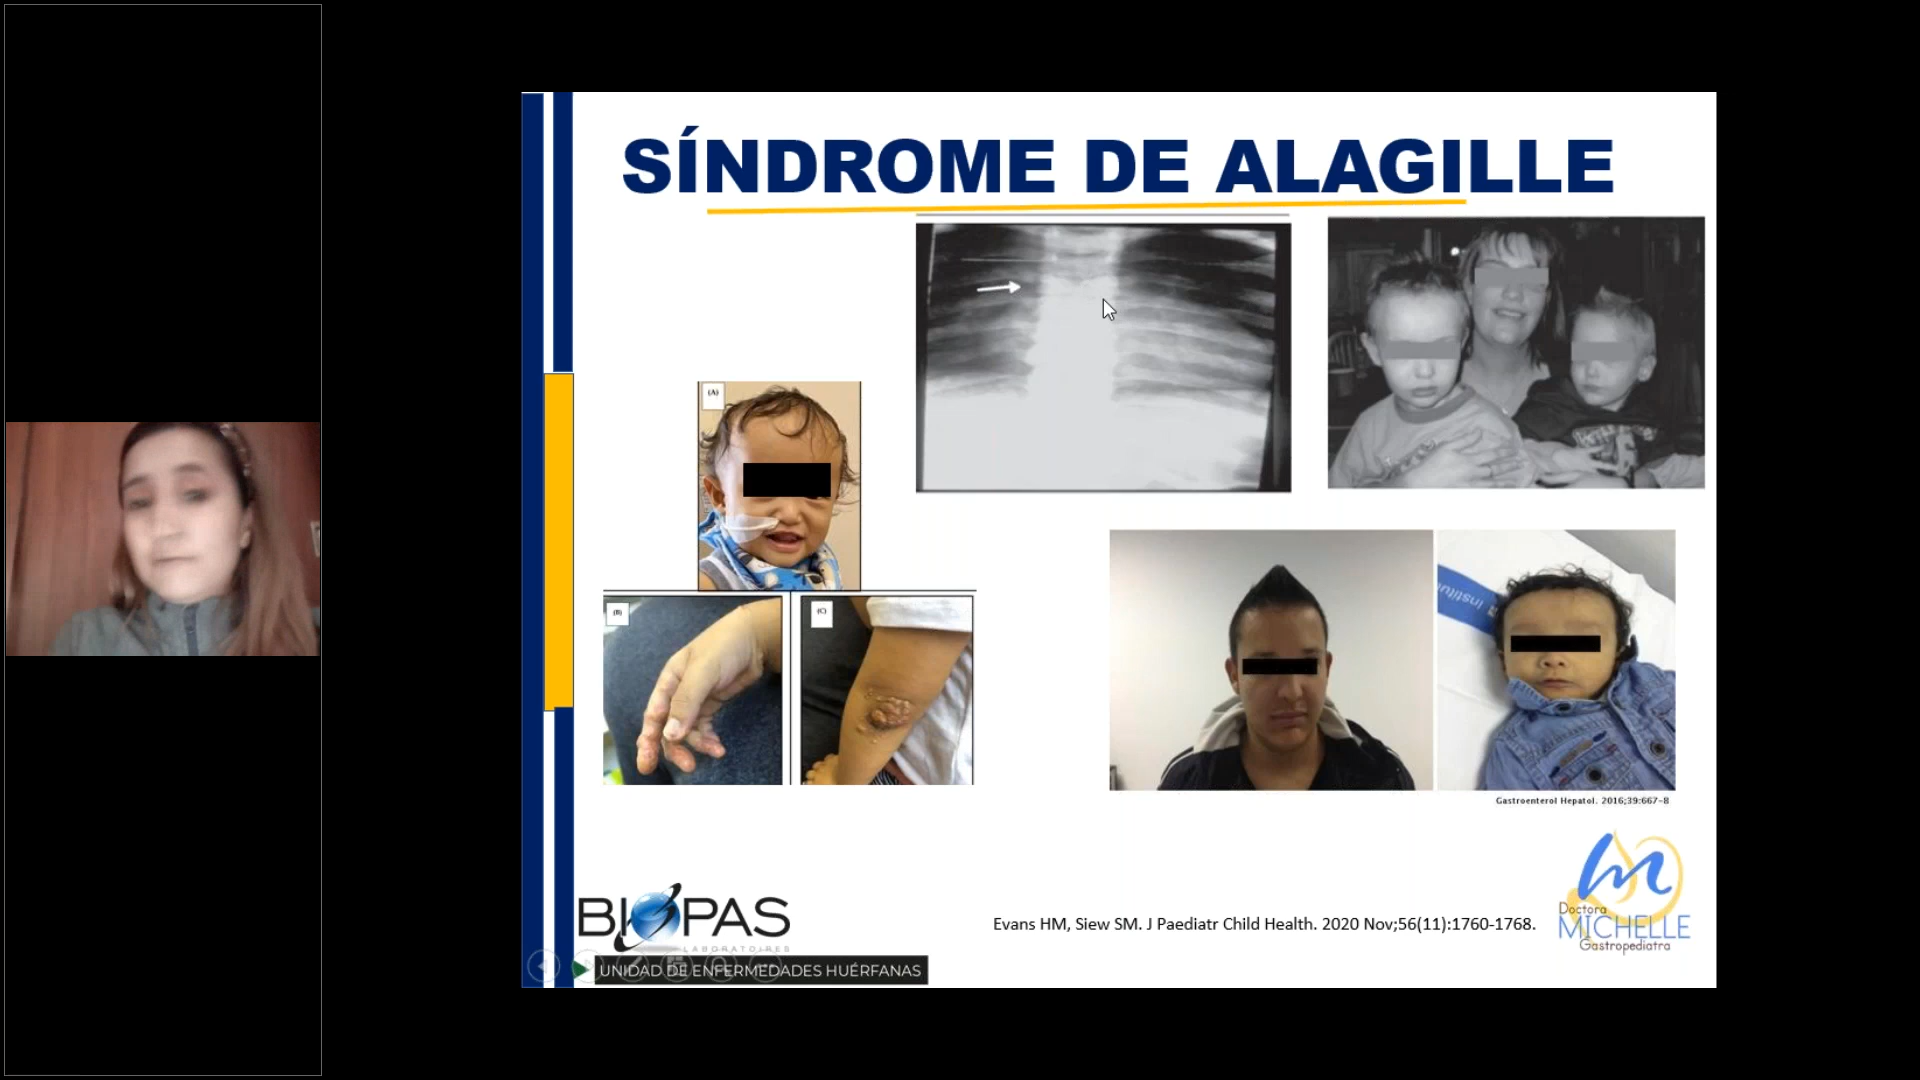 SÍNDROME DE ALAGILLE
(A)
(B)
(C)
Gastroenterol Hepatol. 2016;39:667-8
BIOPAS
LABORATOIRES
UNIDAD DE ENFERMEDADES HUÉRFANAS
Evans HM, Siew SM. J Paediatr Child Health. 2020 Nov;56(11):1760-1768.
Doctora
MICHELLE
Gastropediatra